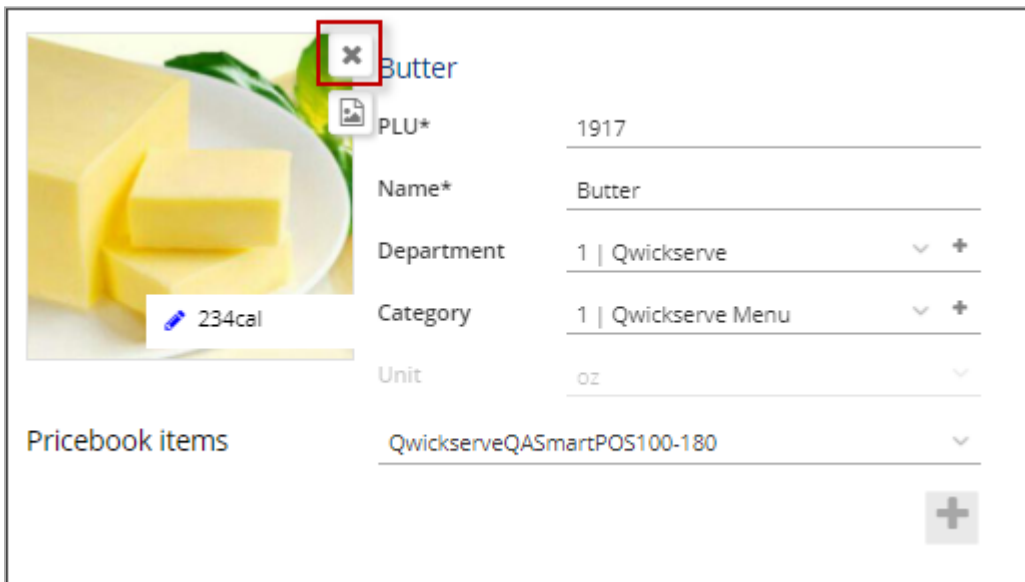 Butter
PLU* 1917
Name* Butter
Department 1 | Qwickserve
234cal
Category 1 | Qwickserve Menu
Unit oz
Pricebook items QwickserveQASmartPOS100-180